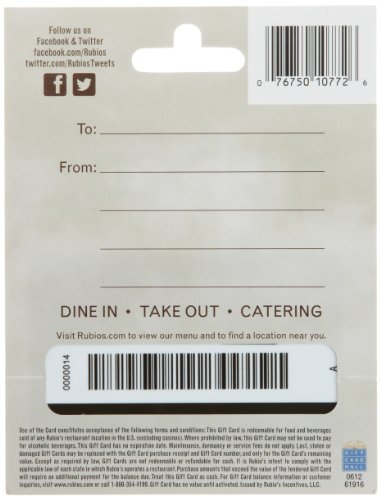 Follow us on
Facebook & Twitter
facebook.com/Rubios
twitter.com/RubiosTweets
0 76750 10772 6
To:
From:
DINE IN • TAKE OUT • CATERING
Visit Rubios.com to view our menu and to find a location near you.
0000014
A
Use of the Card constitutes acceptance of the following terms and conditions: This Gift Card is redeemable for food and beverages
sold at any Rubio's restaurant location in the U.S. (excluding casinos). Where prohibited by law, this Gift Card may not be used to pay
for alcoholic beverages. This Gift Card has no expiration date. Maintenance, dormancy or service fees do not apply. Lost, stolen or
damaged Gift Cards may be replaced with the Card purchase receipt and Gift Card number, and only for the Gift Card's remaining
balance. Except as required by law, Gift Cards are not redeemable or refundable for cash. It is Rubio's intent to comply with the
applicable law of each state in which Rubio's operates a restaurant. Purchase amounts that exceed the value of the tendered Gift Card
will require an additional payment for the balance due. Treat this Gift Card as cash. For Gift Card balance and other information,
visit www.rubios.com or call 1-800-354-4199. Gift Card has no value until authorized. Issued by Rubio's Incentives, LLC.
GIFT
CARD
MALL
0612
61916